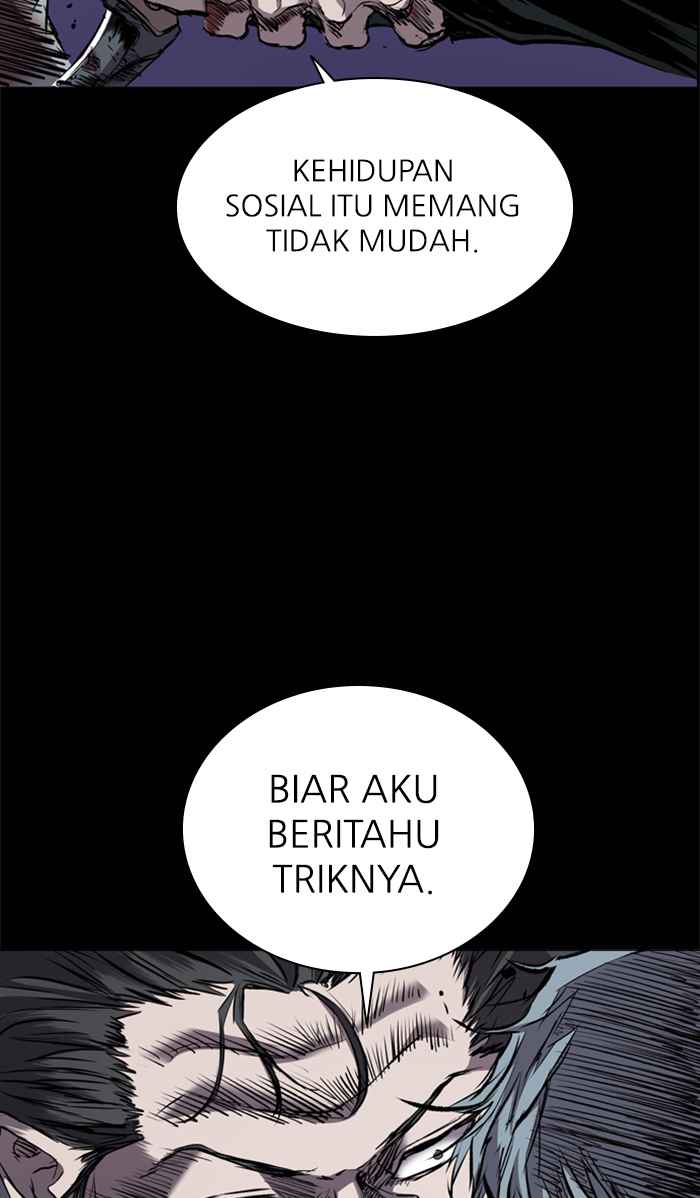 KEHIDUPAN
SOSIAL ITU MEMANG
TIDAK MUDAH.
BIAR AKU
BERITAHU
TRIKNYA.